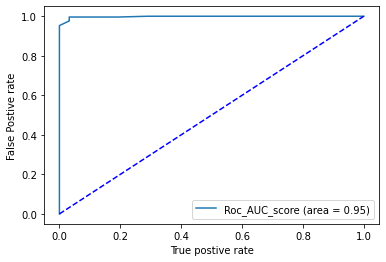 1.0
0.8
0.6
0.4
0.2
0.0
False Postive rate
Roc_AUC_score (area = 0.95)
0.0 0.2 0.4 0.6 0.8 1.0
True postive rate